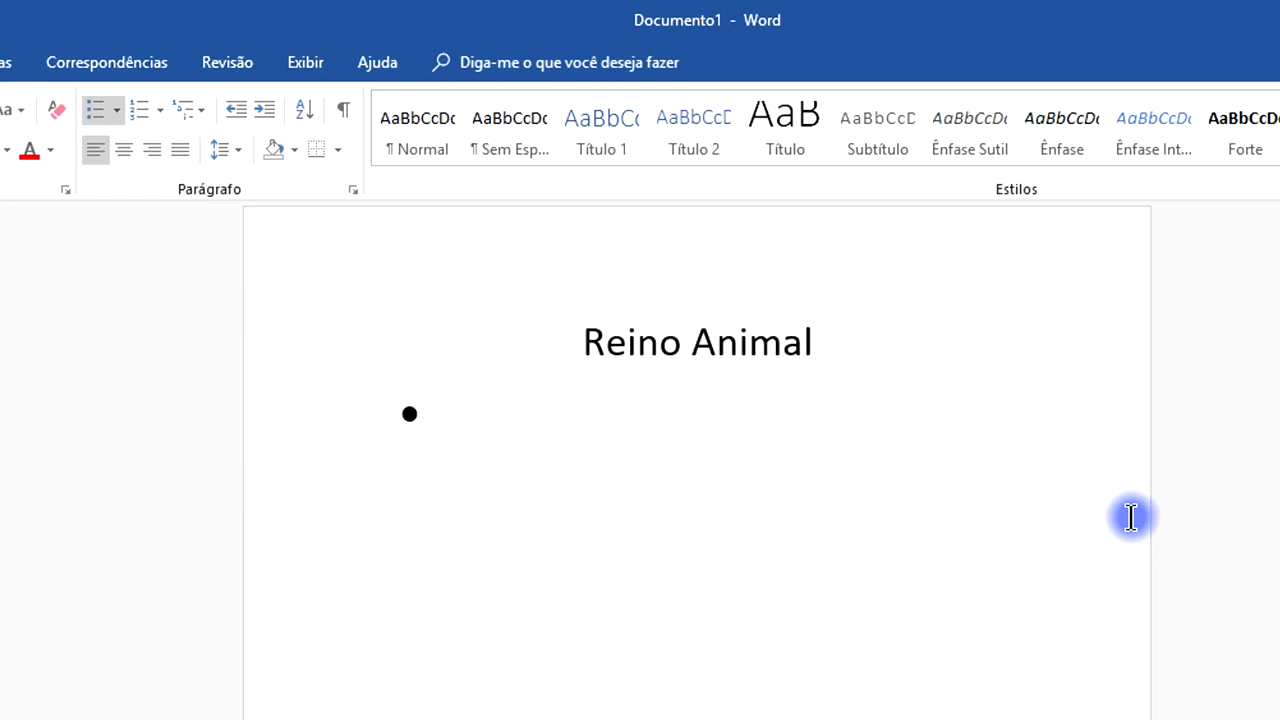 Documento1 - Word
as Correspondências Revisão Exibir Ajuda Diga-me o que você deseja fazer
Aa
AaBbCcDc AaBbCcDc AaBbCc AaBbCcD AaB AaBbCcD AaBbCcDc AaBbCcDc AaBbCcDc AaBbCcDc
¶ Normal ¶ Sem Esp... Título 1 Título 2 Título Subtítulo Ênfase Sutil Ênfase Ênfase Int... Forte
Parágrafo Estilos
Reino Animal
•